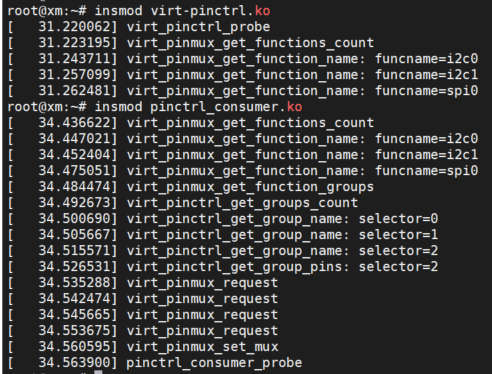 root@xm:~# insmod virt-pinctrl.ko
[   31.220062] virt_pinctrl_probe
[   31.223195] virt_pinmux_get_functions_count
[   31.243711] virt_pinmux_get_function_name: funcname=i2c0
[   31.257099] virt_pinmux_get_function_name: funcname=i2c1
[   31.262481] virt_pinmux_get_function_name: funcname=spi0
root@xm:~# insmod pinctrl_consumer.ko
[   34.436622] virt_pinmux_get_functions_count
[   34.447021] virt_pinmux_get_function_name: funcname=i2c0
[   34.452404] virt_pinmux_get_function_name: funcname=i2c1
[   34.475051] virt_pinmux_get_function_name: funcname=spi0
[   34.484474] virt_pinmux_get_function_groups
[   34.492673] virt_pinctrl_get_groups_count
[   34.500690] virt_pinctrl_get_group_name: selector=0
[   34.505667] virt_pinctrl_get_group_name: selector=1
[   34.515571] virt_pinctrl_get_group_name: selector=2
[   34.526531] virt_pinctrl_get_group_pins: selector=2
[   34.535288] virt_pinmux_request
[   34.542474] virt_pinmux_request
[   34.545665] virt_pinmux_request
[   34.553675] virt_pinmux_request
[   34.560595] virt_pinmux_set_mux
[   34.563900] pinctrl_consumer_probe